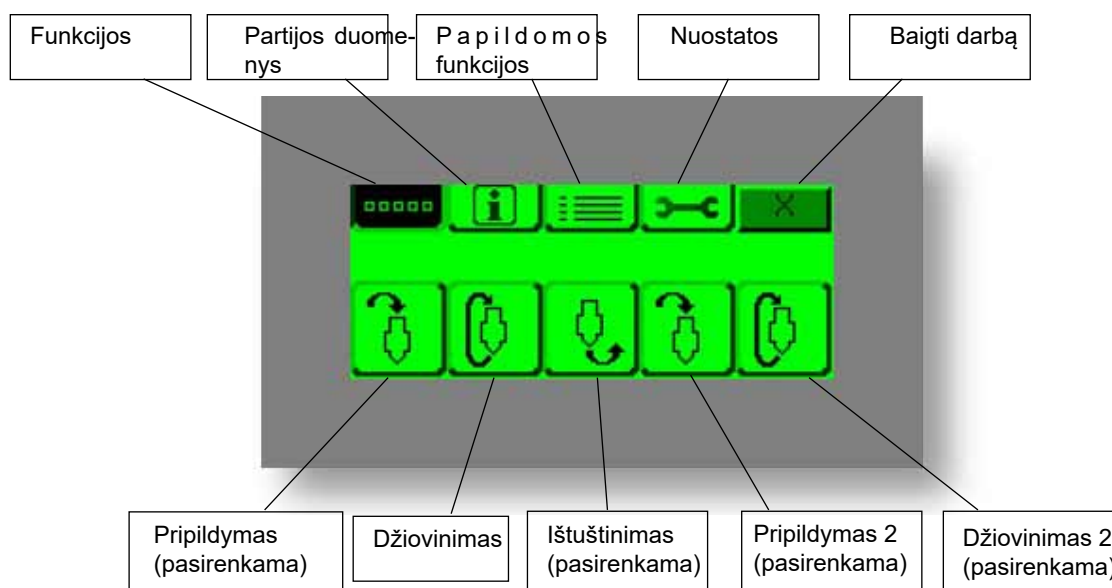 Funkcijos
Partijos duome-
nys
Papildomos
funkcijos
Nuostatos
Baigti darbą
i
X
Pripildymas
(pasirenkama)
Džiovinimas
Ištuštinimas
(pasirenkama)
Pripildymas 2
(pasirenkama)
Džiovinimas 2
(pasirenkama)